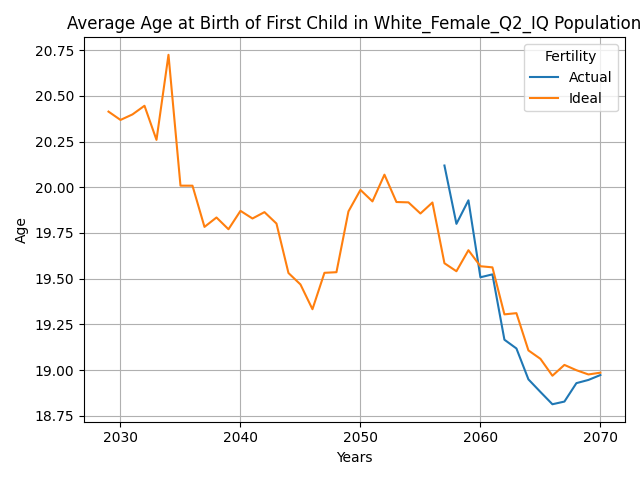 Average Age at Birth of First Child in White_Female_Q2_IQ Population
Fertility
Actual
Ideal
Age
20.75
20.50
20.25
20.00
19.75
19.50
19.25
19.00
18.75
2030
2040
2050
2060
2070
Years